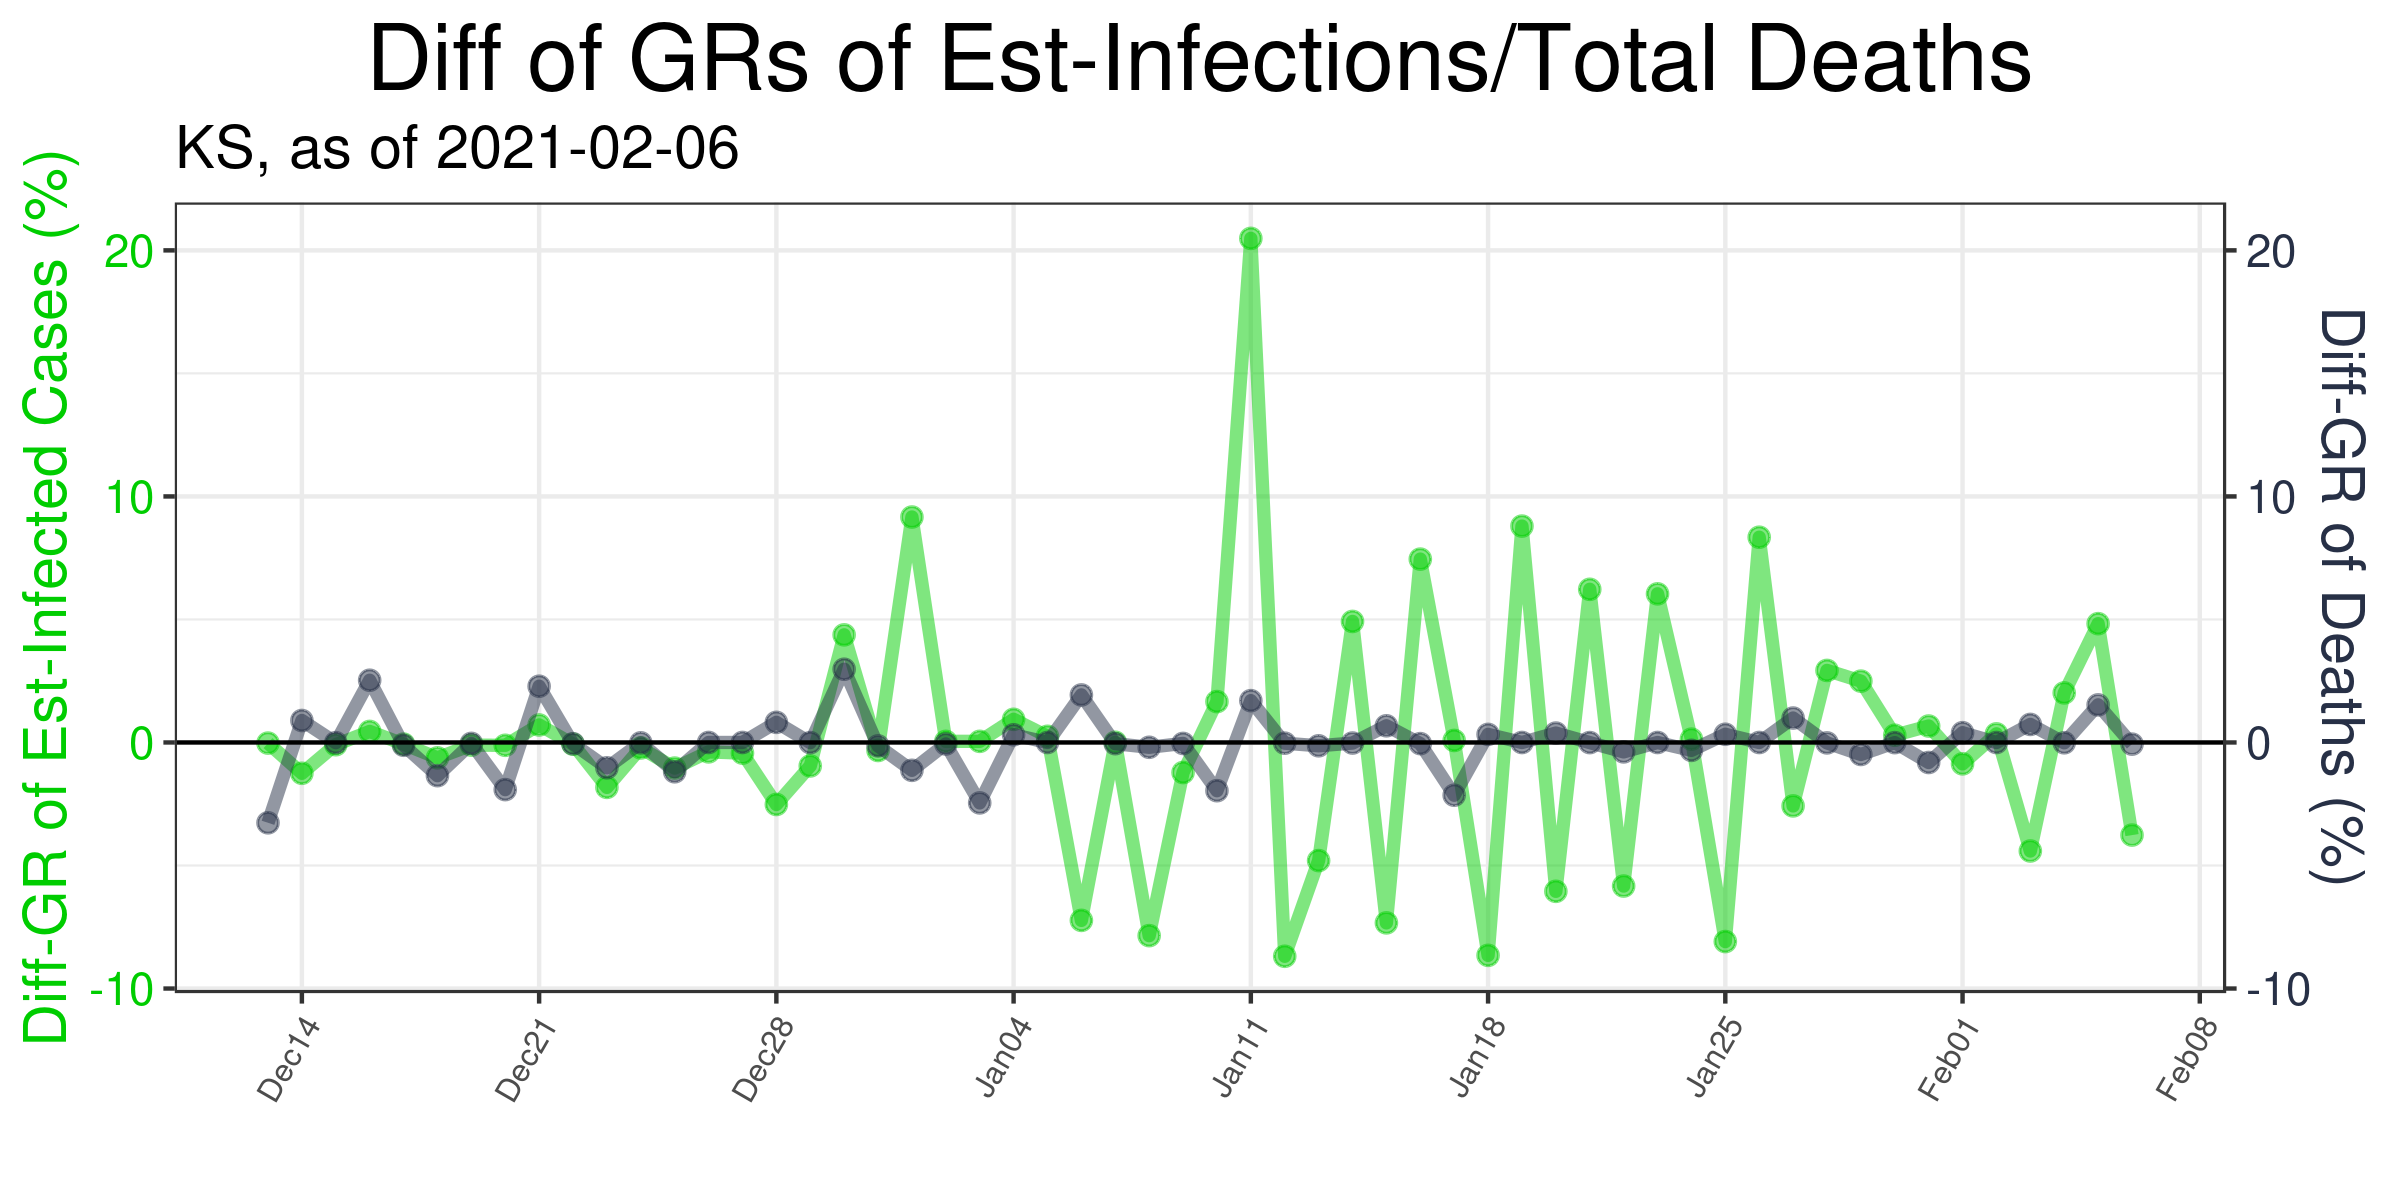 Diff of GRs of Est-Infections/Total Deaths
KS, as of 2021-02-06
Diff-GR of Est-Infected Cases (%)
20
10
0
-10
20
10
0
-10
Diff-GR of Deaths (%)
Dec14
Dec21
Dec28
Jan04
Jan11
Jan18
Jan25
Feb01
Feb08